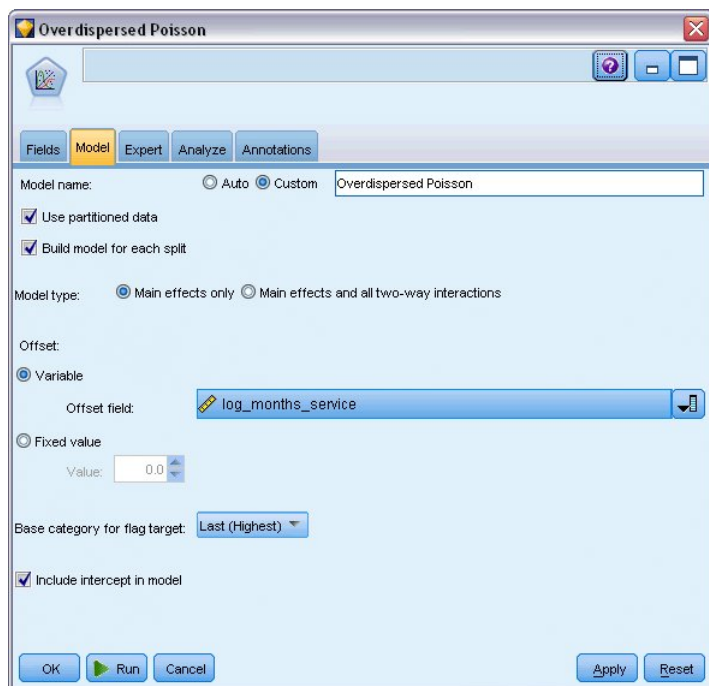 Overdispersed Poisson
Fields Model Expert Analyze Annotations
Model name: Auto Custom Overdispersed Poisson
Use partitioned data
Build model for each split
Model type: Main effects only Main effects and all two-way interactions
Offset:
Variable
Offset field: log_months_service
Fixed value
Value: 0.0
Base category for flag target: Last (Highest)
Include intercept in model
OK Run Cancel Apply Reset